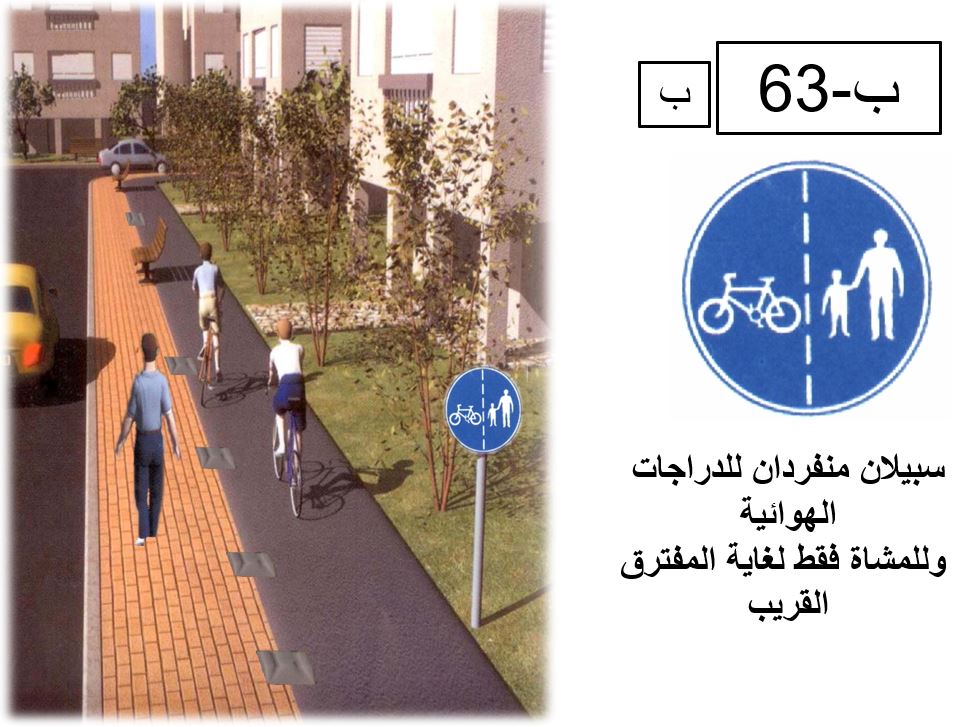 ب-63
ب
سبيلان منفردان للدراجات
الهوائية
وللمشاة فقط لغاية المفترق
القريب